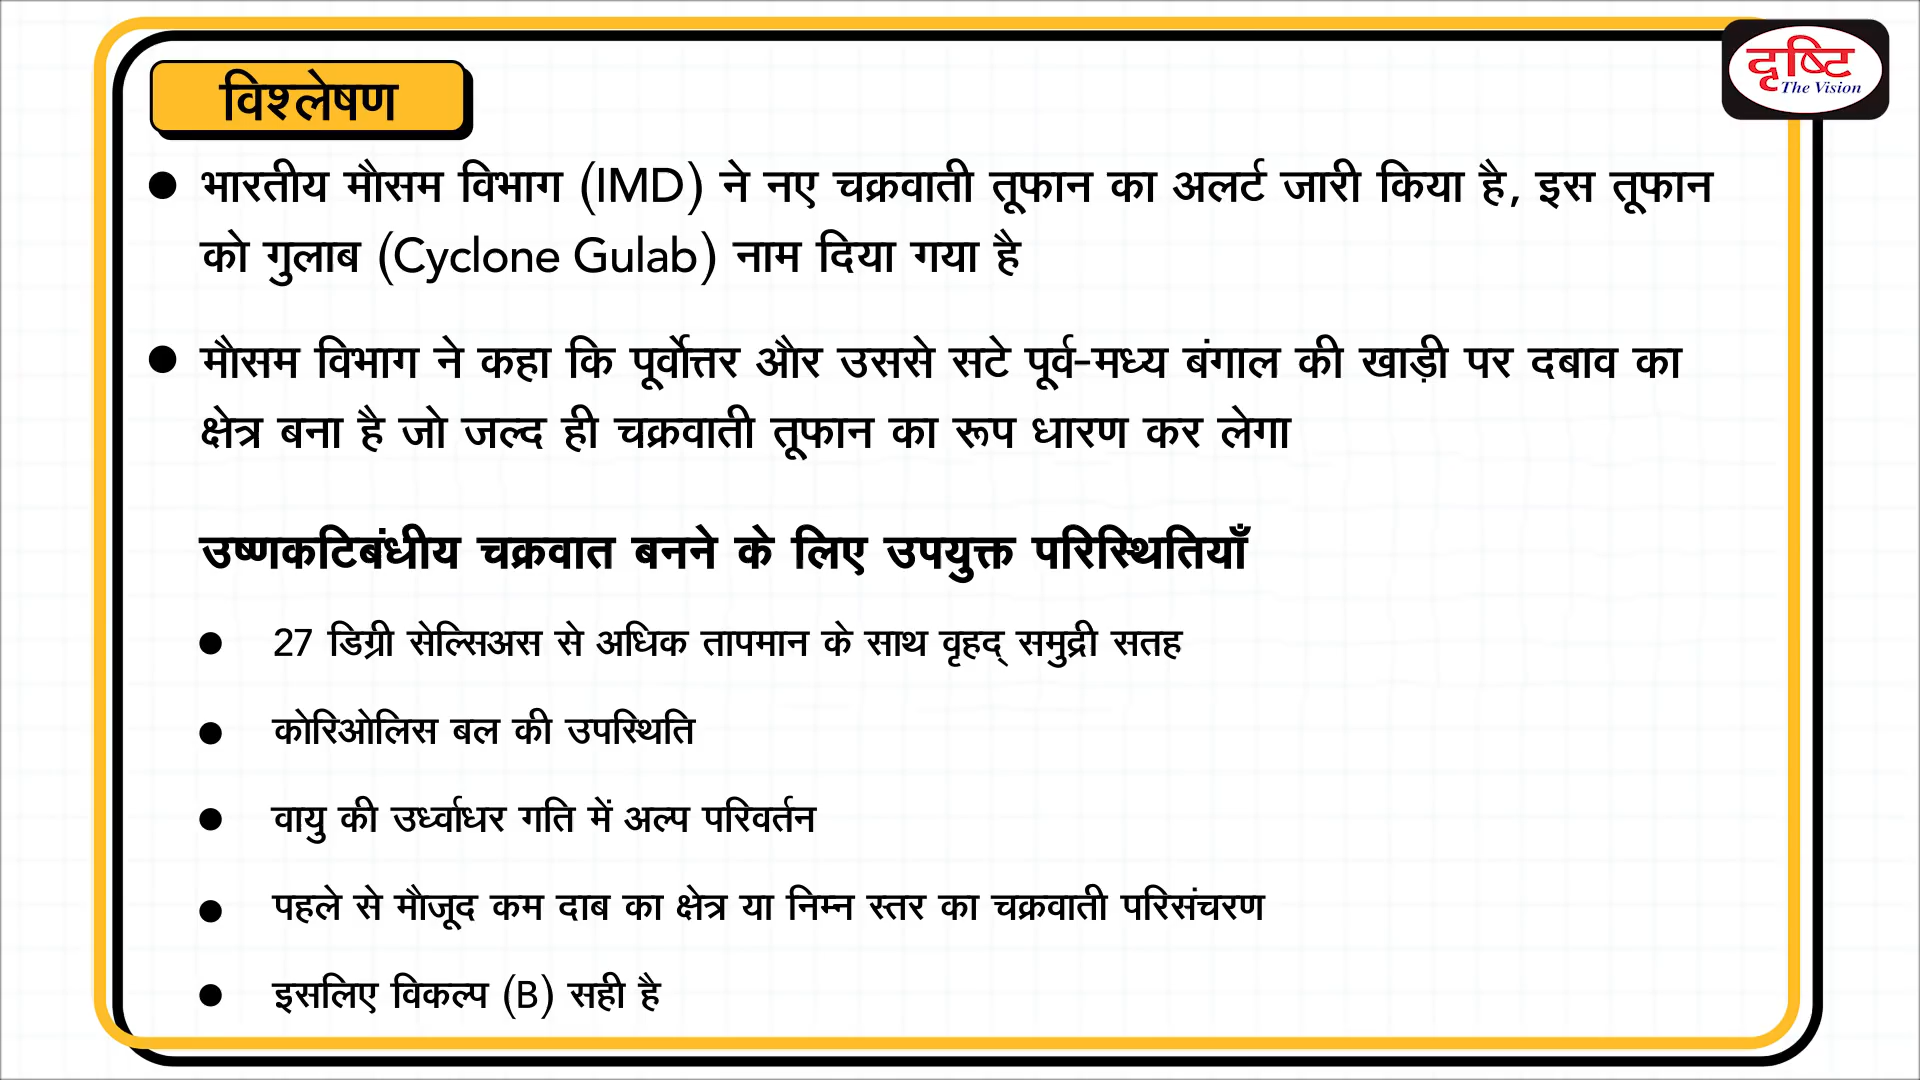 विश्लेषण
दृष्टि
The Vision
● भारतीय मौसम विभाग (IMD) ने नए चक्रवाती तूफान का अलर्ट जारी किया है, इस तूफान
को गुलाब (Cyclone Gulab) नाम दिया गया है
● मौसम विभाग ने कहा कि पूर्वोत्तर और उससे सटे पूर्व-मध्य बंगाल की खाड़ी पर दबाव का
क्षेत्र बना है जो जल्द ही चक्रवाती तूफान का रूप धारण कर लेगा
उष्णकटिबंधीय चक्रवात बनने के लिए उपयुक्त परिस्थितियाँ
● 27 डिग्री सेल्सिअस से अधिक तापमान के साथ वृहद् समुद्री सतह
● कोरिओलिस बल की उपस्थिति
● वायु की उर्ध्वाधर गति में अल्प परिवर्तन
● पहले से मौजूद कम दाब का क्षेत्र या निम्न स्तर का चक्रवाती परिसंचरण
● इसलिए विकल्प (B) सही है